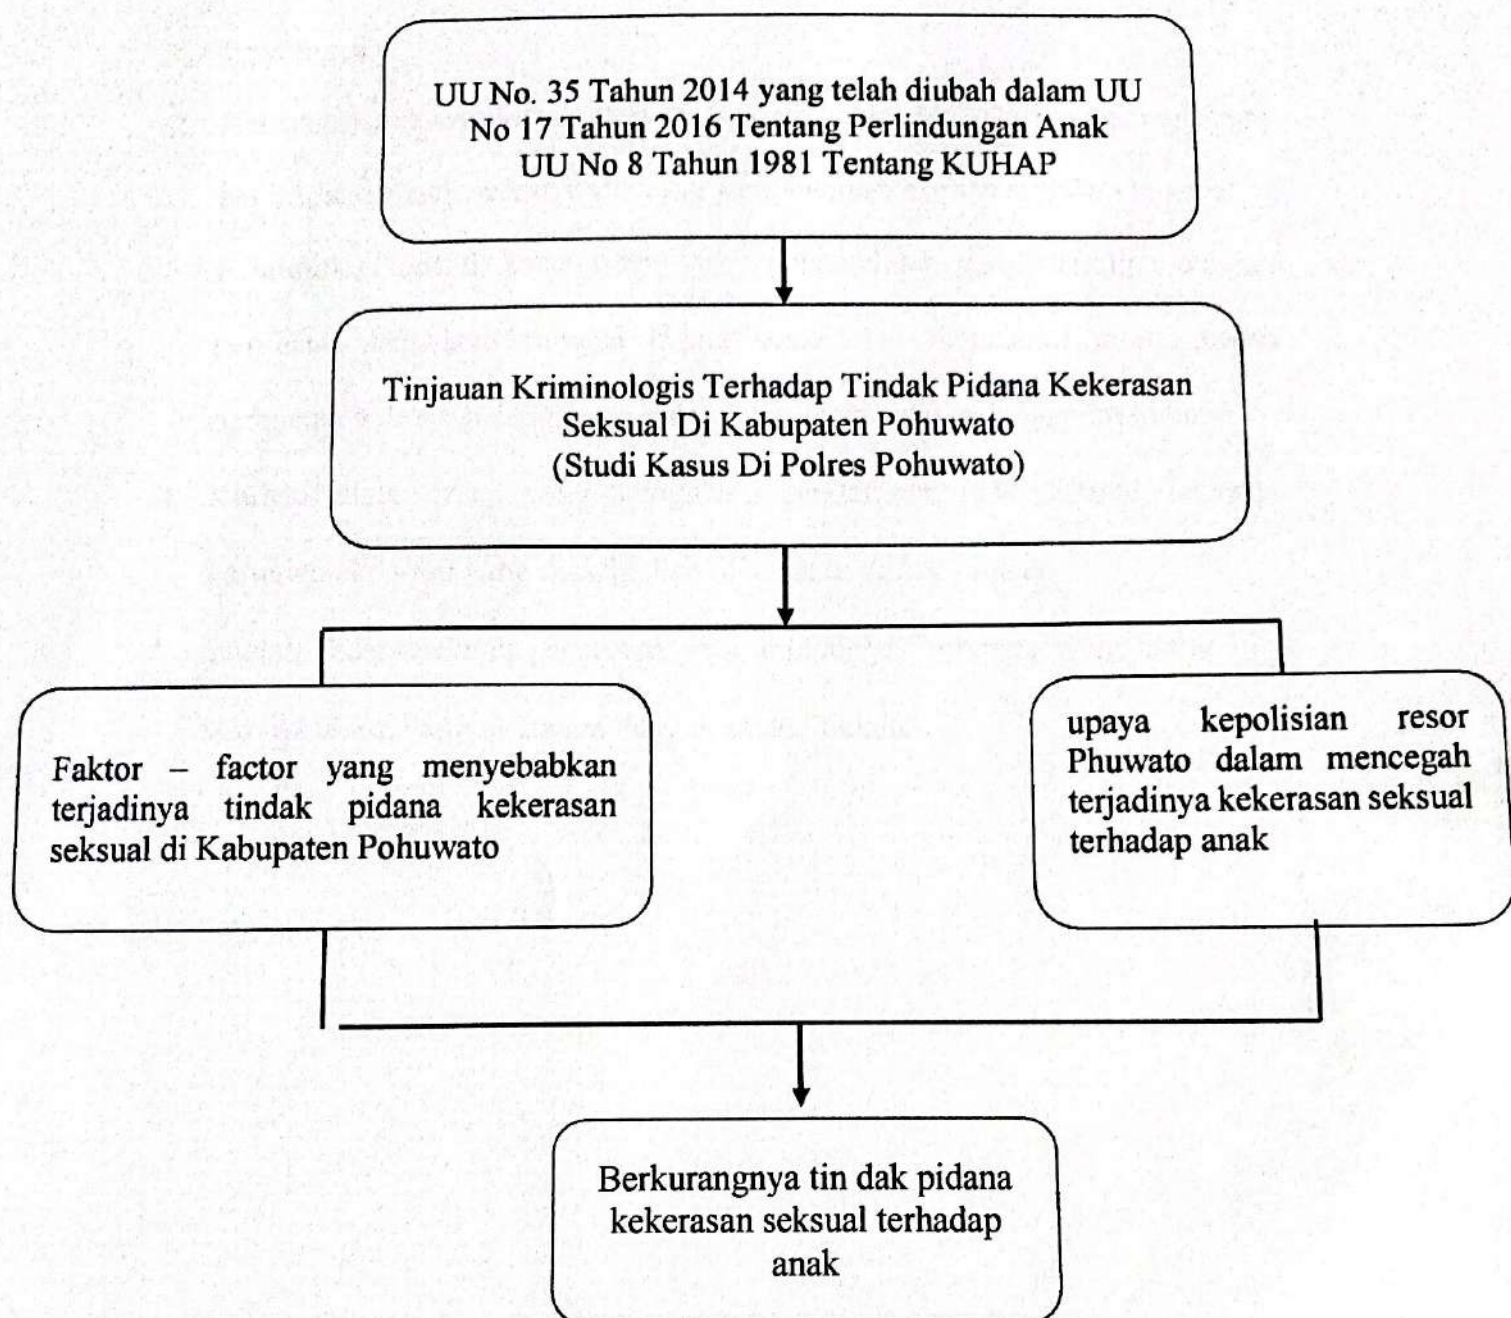 UU No. 35 Tahun 2014 yang telah diubah dalam UU
No 17 Tahun 2016 Tentang Perlindungan Anak
UU No 8 Tahun 1981 Tentang KUHAP
Tinjauan Kriminologis Terhadap Tindak Pidana Kekerasan
Seksual Di Kabupaten Pohuwato
(Studi Kasus Di Polres Pohuwato)
Faktor – factor yang menyebabkan
terjadinya tindak pidana kekerasan
seksual di Kabupaten Pohuwato
upaya kepolisian resor
Phuwato dalam mencegah
terjadinya kekerasan seksual
terhadap anak
Berkurangnya tin dak pidana
kekerasan seksual terhadap
anak